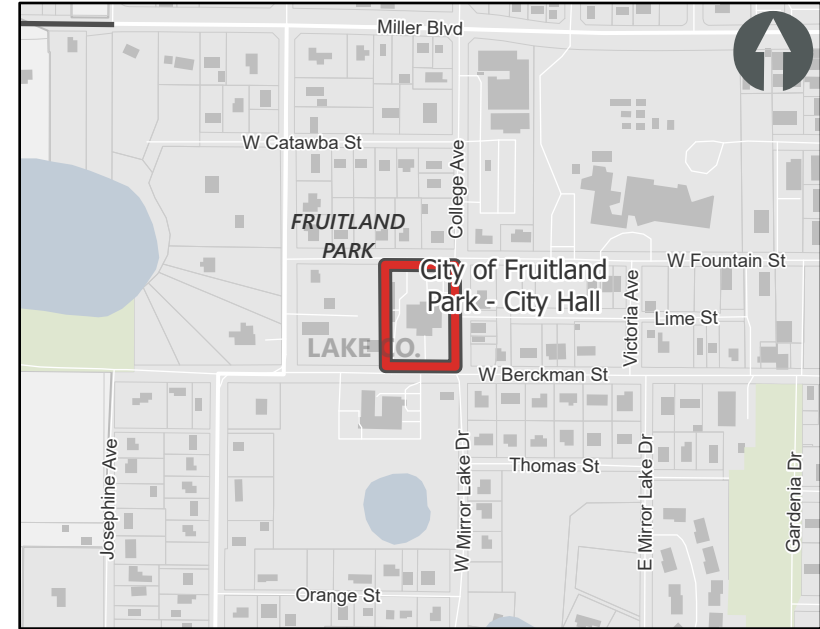 Miller Blvd
W Catawba St
College Ave
FRUITLAND
PARK
City of Fruitland
Park - City Hall
W Fountain St
Victoria Ave
Lime St
LAKE CO.
W Berckman St
Josephine Ave
W Mirror Lake Dr
Thomas St
E Mirror Lake Dr
Gardenia Dr
Orange St